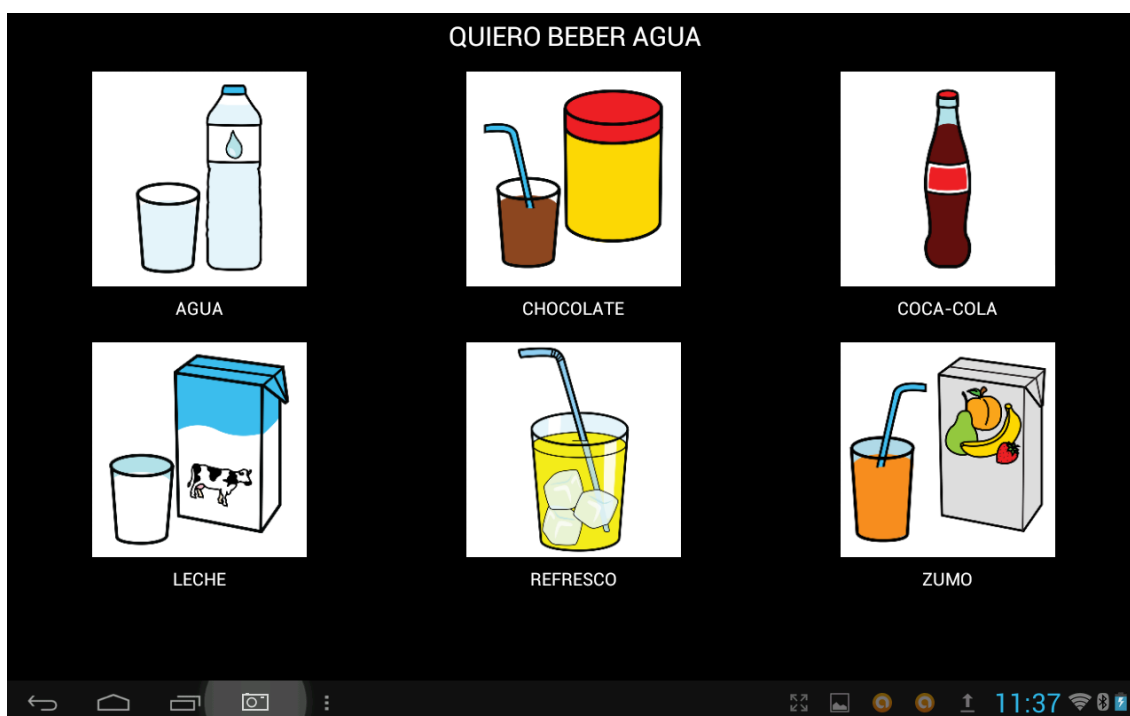 QUIERO BEBER AGUA
AGUA
CHOCOLATE
COCA-COLA
LECHE
REFRESCO
ZUMO
11:37